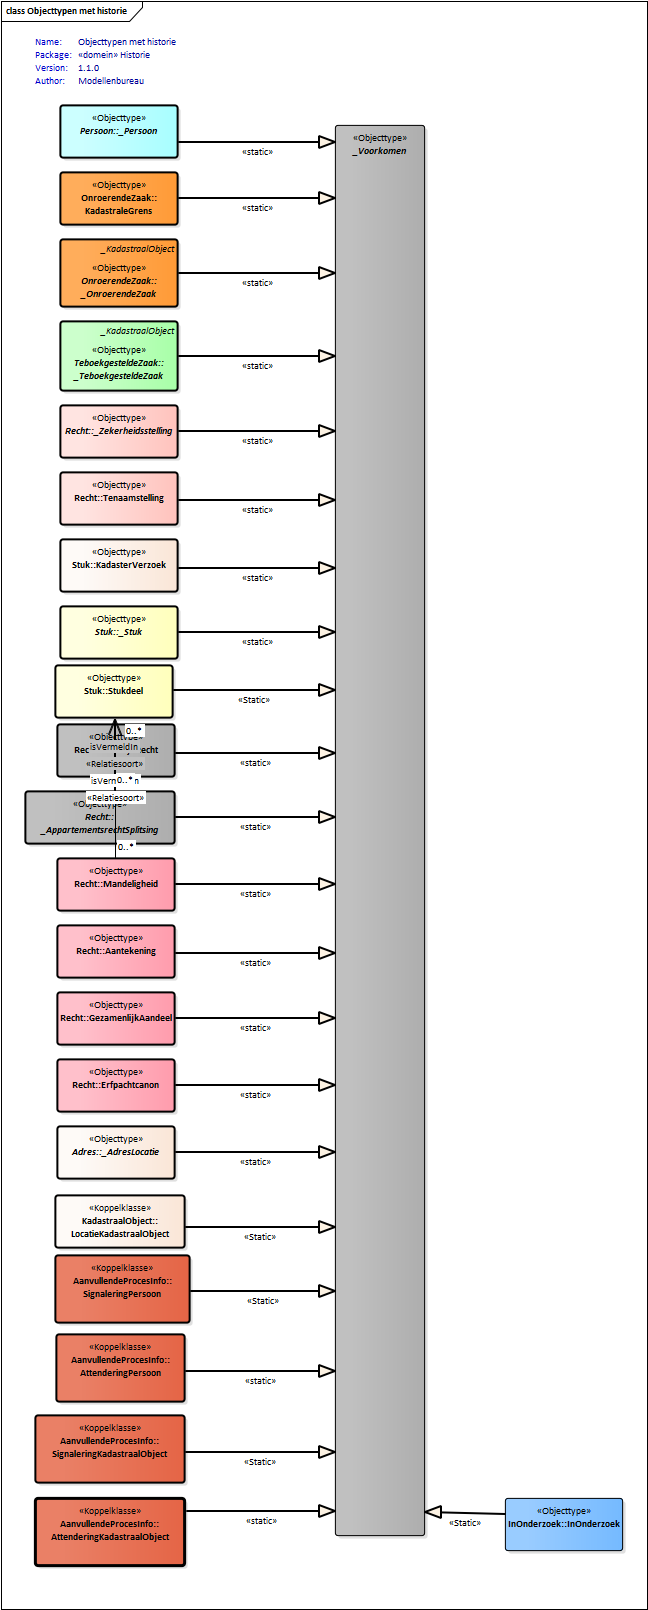 class Objecttypen met historie
Name: Objecttypen met historie
Package: «domein» Historie
Version: 1.1.0
Author: Modellenbureau
«Objecttype»
Persoon::_Persoon
«static»
«Objecttype»
_Voorkomen
«Objecttype»
OnroerendeZaak::
KadastraleGrens
«static»
_KadastraalObject
«Objecttype»
OnroerendeZaak::
_OnroerendeZaak
«static»
_KadastraalObject
«Objecttype»
TeboekgesteldeZaak::
_TeboekgesteldeZaak
«static»
«Objecttype»
Recht::_Zekerheidsstelling
«static»
«Objecttype»
Recht::Tenaamstelling
«static»
«Objecttype»
Stuk::KadasterVerzoek
«static»
«Objecttype»
Stuk::_Stuk
«static»
«Objecttype»
Stuk::Stukdeel
«Static»
0..*
«Objecttype»
isVermeldIn
«Relatiesoort»
«static»
0..*
«Relatiesoort»
«Objecttype»
Recht::
_AppartementsrechtSplitsing
«static»
0..*
«Objecttype»
Recht::Mandeligheid
«static»
«Objecttype»
Recht::Aantekening
«static»
«Objecttype»
Recht::GezamenlijkAandeel
«static»
«Objecttype»
Recht::Erfpachtcanon
«static»
«Objecttype»
Adres::_AdresLocatie
«static»
«Koppelklasse»
KadastraalObject::
LocatieKadastraalObject
«Static»
«Koppelklasse»
AanvullendeProcesInfo::
SignaleringPersoon
«Static»
«Koppelklasse»
AanvullendeProcesInfo::
AttenderingPersoon
«static»
«Koppelklasse»
AanvullendeProcesInfo::
SignaleringKadastraalObject
«Static»
«Koppelklasse»
AanvullendeProcesInfo::
AttenderingKadastraalObject
«static»
«Objecttype»
InOnderzoek::InOnderzoek
«Static»